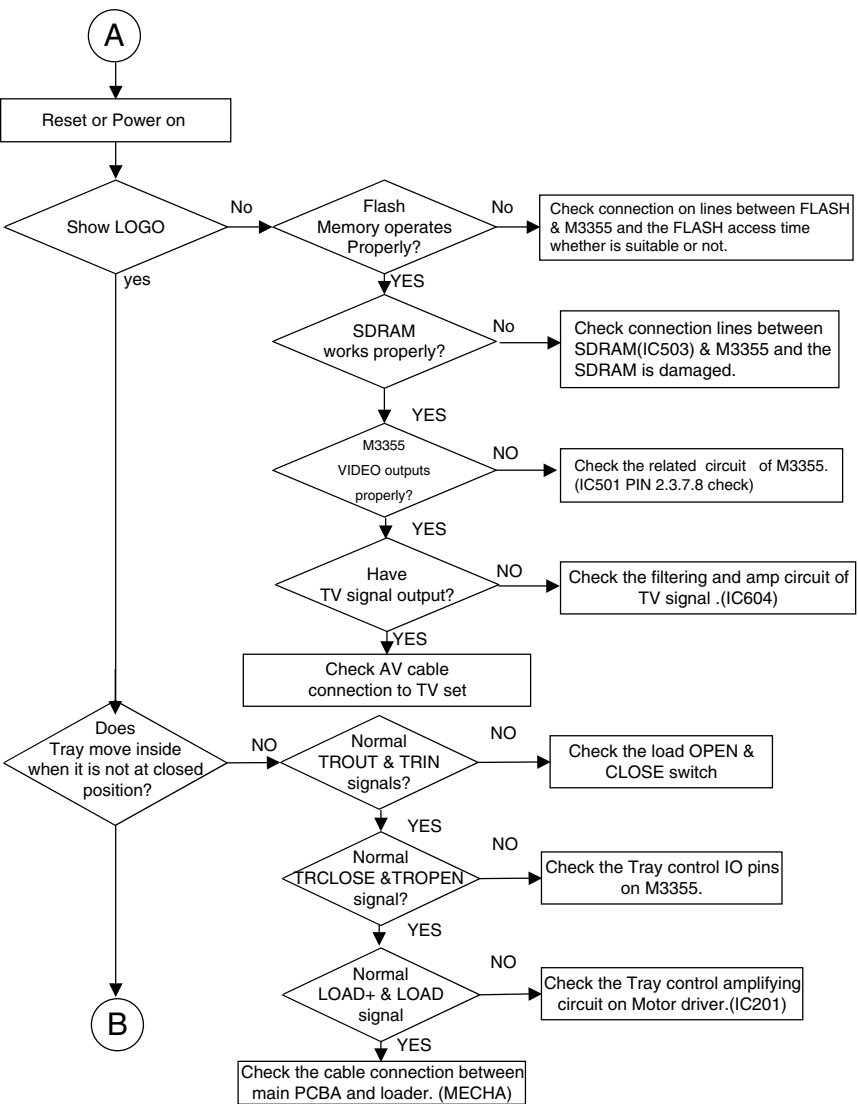 A
Reset or Power on
Show LOGO
No
yes
Flash
Memory operates
Properly?
No
Check connection on lines between FLASH
& M3355 and the FLASH access time
whether is suitable or not.
YES
SDRAM
works properly?
No
Check connection lines between
SDRAM(IC503) & M3355 and the
SDRAM is damaged.
YES
M3355
VIDEO outputs
properly?
NO
Check the related circuit of M3355.
(IC501 PIN 2.3.7.8 check)
YES
Have
TV signal output?
NO
Check the filtering and amp circuit of
TV signal .(IC604)
YES
Check AV cable
connection to TV set
Does
Tray move inside
when it is not at closed
position?
NO
Normal
TROUT & TRIN
signals?
NO
Check the load OPEN &
CLOSE switch
YES
Normal
TRCLOSE &TROPEN
signal?
NO
Check the Tray control IO pins
on M3355.
YES
Normal
LOAD+ & LOAD
signal
NO
Check the Tray control amplifying
circuit on Motor driver.(IC201)
YES
Check the cable connection between
main PCBA and loader. (MECHA)
B